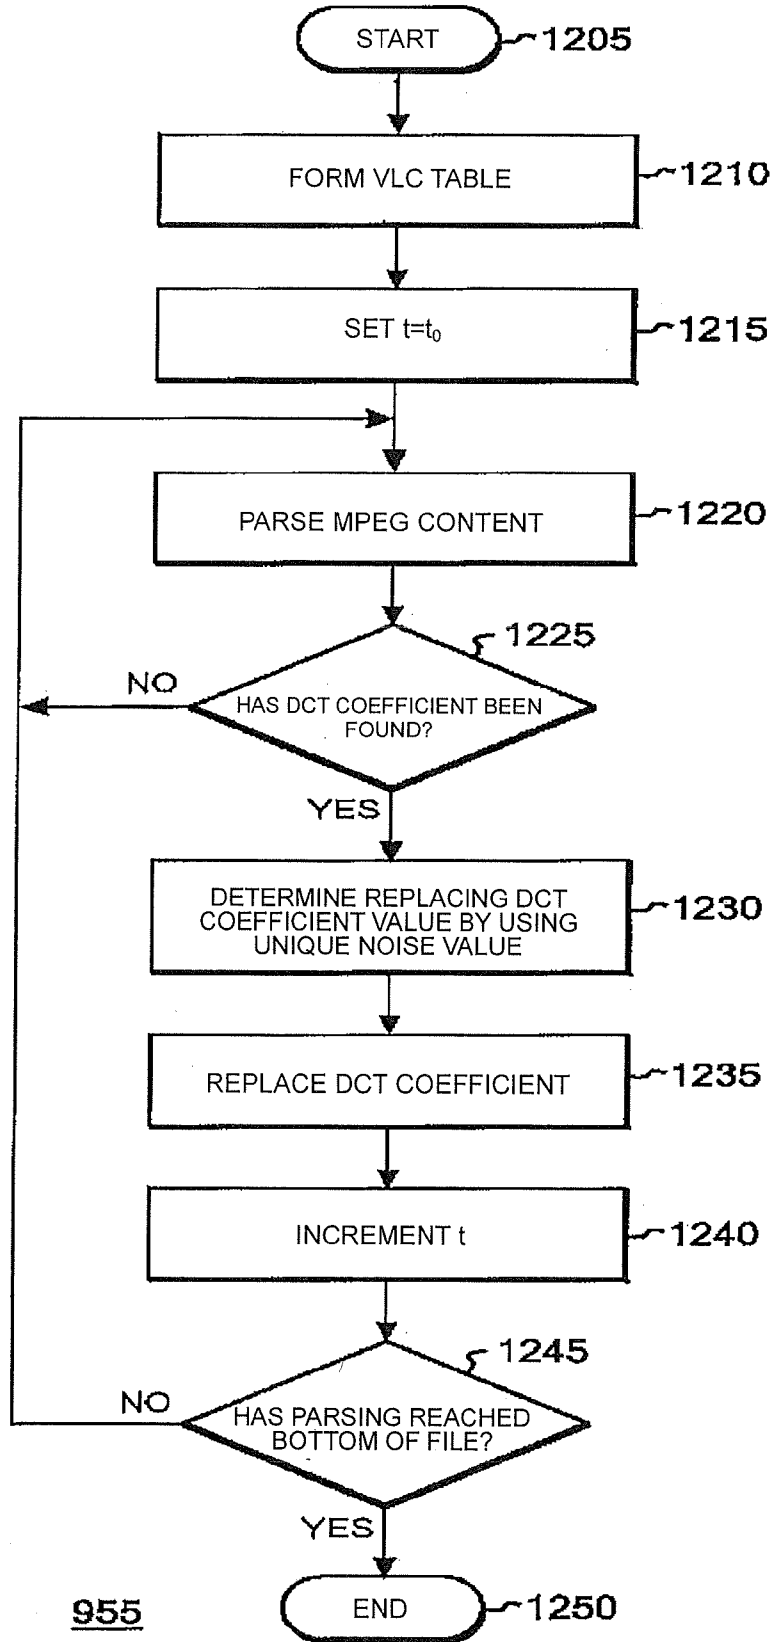 START
1205
FORM VLC TABLE
1210
SET t=t₀
1215
PARSE MPEG CONTENT
1220
1225
NO
HAS DCT COEFFICIENT BEEN
FOUND?
YES
DETERMINE REPLACING DCT
COEFFICIENT VALUE BY USING
UNIQUE NOISE VALUE
1230
REPLACE DCT COEFFICIENT
1235
INCREMENT t
1240
1245
NO
HAS PARSING REACHED
BOTTOM OF FILE?
YES
END
1250
955